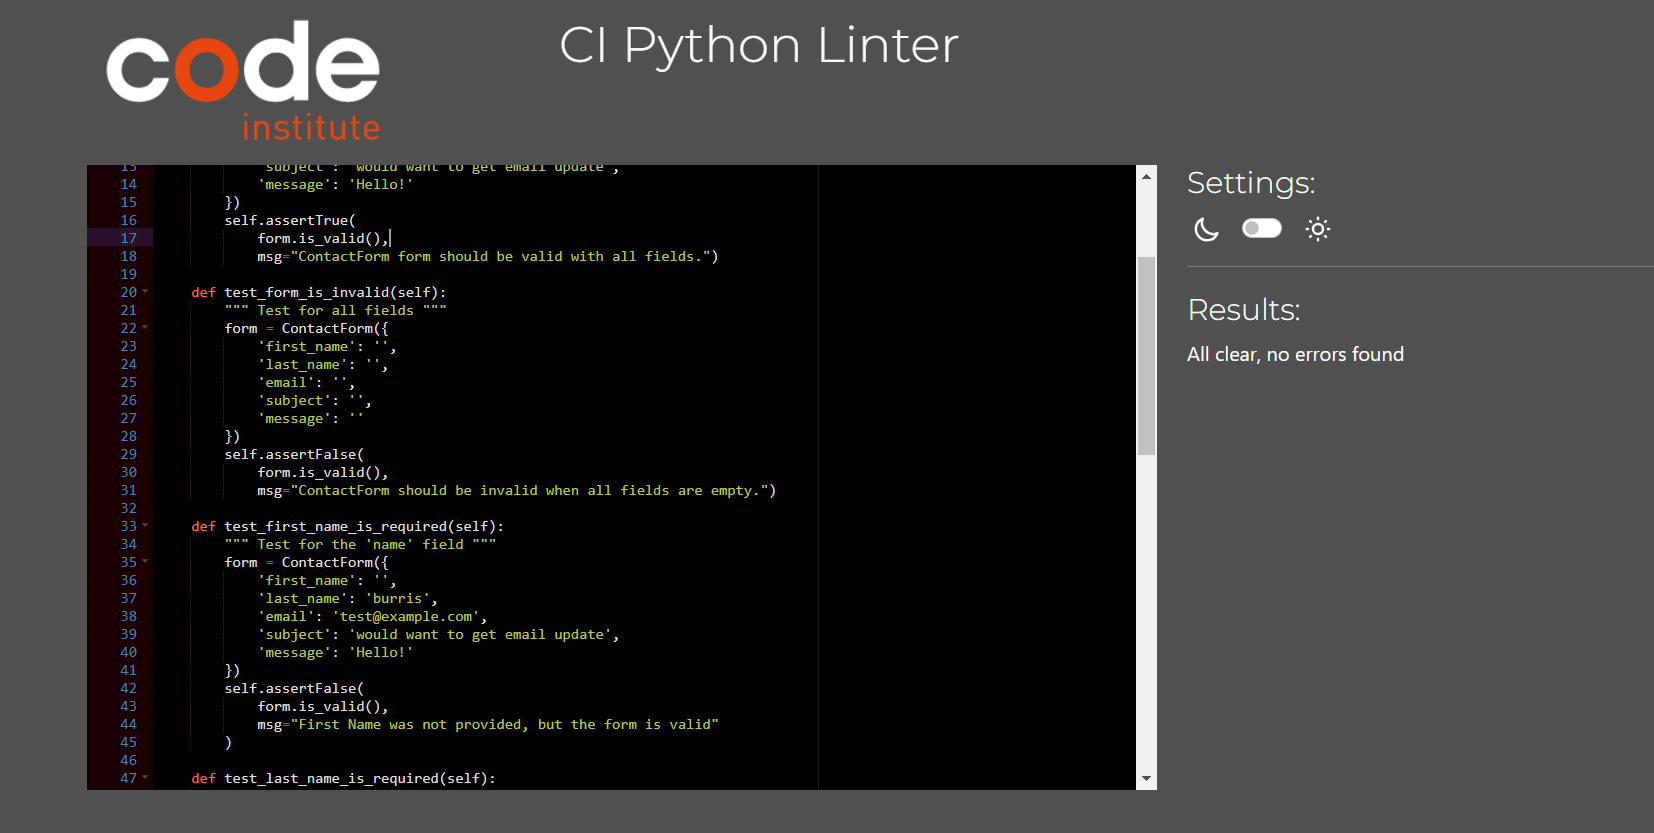 code
institute
CI Python Linter
13 'subject': 'would want to get email update',
14 'message': 'Hello!'
15 })
16 self.assertTrue(
17 form.is_valid(),
18 msg="ContactForm form should be valid with all fields.")
19
20 def test_form_is_invalid(self):
21 """ Test for all fields """
22 form = ContactForm({
23 'first_name': '',
24 'last_name': '',
25 'email': '',
26 'subject': '',
27 'message': ''
28 })
29 self.assertFalse(
30 form.is_valid(),
31 msg="ContactForm should be invalid when all fields are empty.")
32
33 def test_first_name_is_required(self):
34 """ Test for the 'name' field """
35 form = ContactForm({
36 'first_name': '',
37 'last_name': 'burris',
38 'email': 'test@example.com',
39 'subject': 'would want to get email update',
40 'message': 'Hello!'
41 })
42 self.assertFalse(
43 form.is_valid(),
44 msg="First Name was not provided, but the form is valid"
45 )
46
47 def test_last_name_is_required(self):
Settings:
Results:
All clear, no errors found